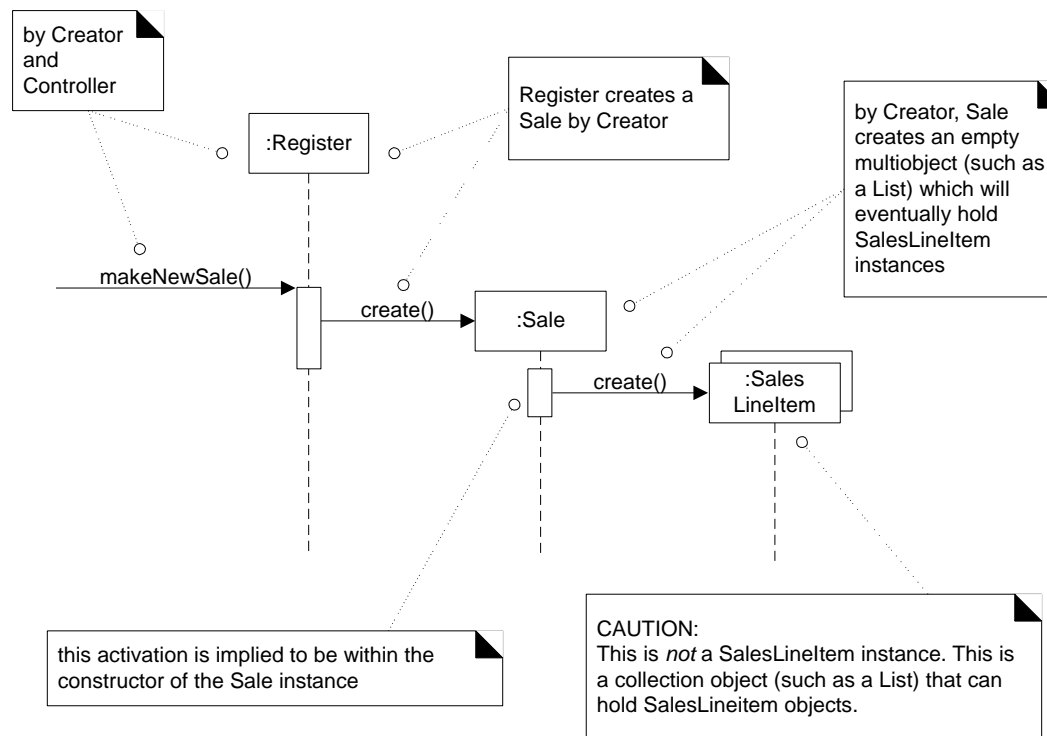 by Creator
and
Controller
Register creates a
Sale by Creator
by Creator, Sale
creates an empty
multiobject (such as
a List) which will
eventually hold
SalesLineItem
instances
:Register
makeNewSale()
create()
:Sale
create()
:Sales
LineItem
this activation is implied to be within the
constructor of the Sale instance
CAUTION:
This is not a SalesLineItem instance. This is
a collection object (such as a List) that can
hold SalesLineitem objects.